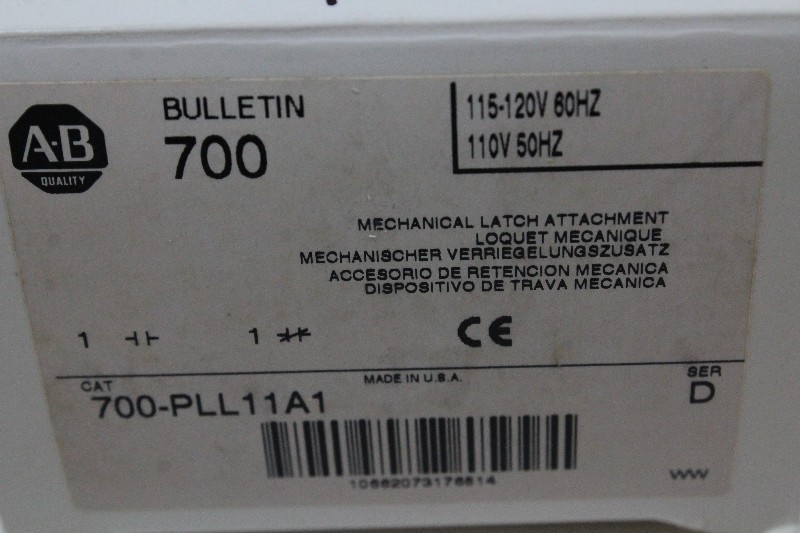 A·B
QUALITY
BULLETIN
700
115-120V 60HZ
110V 50HZ
MECHANICAL LATCH ATTACHMENT
LOQUET MECANIQUE
MECHANISCHER VERRIEGELUNGSZUSATZ
ACCESORIO DE RETENCION MECANICA
DISPOSITIVO DE TRAVA MECANICA
1 1 CE
CAT
700-PLL11A1
MADE IN U.S.A.
SER
D
10662073176814
WW